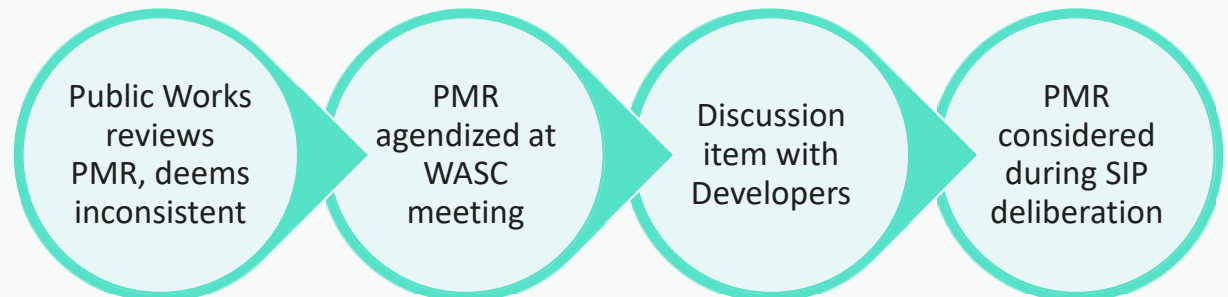 Public Works
reviews
PMR, deems
inconsistent
PMR
agendized at
WASC
meeting
Discussion
item with
Developers
PMR
considered
during SIP
deliberation